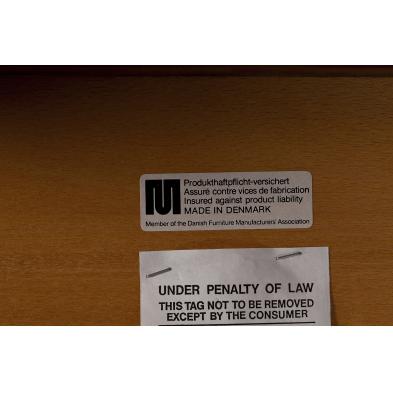 Produkthaftpflicht-versichert
Assuré contre vices de fabrication
Insured against product liability
MADE IN DENMARK
Member of the Danish Furniture Manufacturers' Association
UNDER PENALTY OF LAW
THIS TAG NOT TO BE REMOVED
EXCEPT BY THE CONSUMER